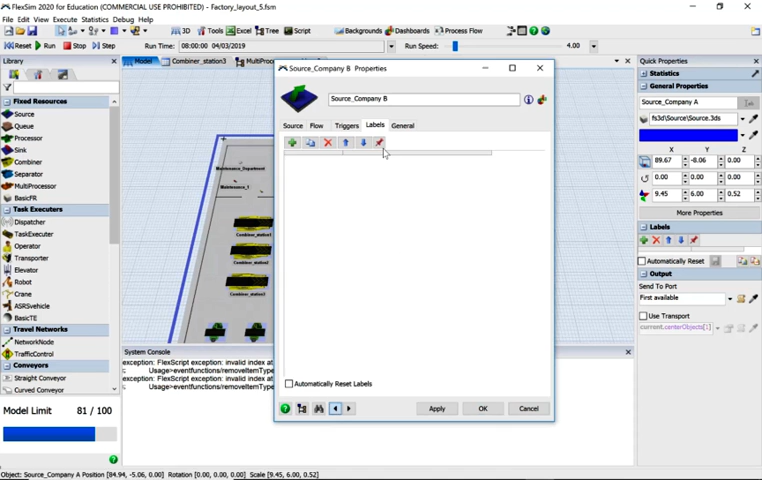 FlexSim 2020 for Education (COMMERCIAL USE PROHIBITED) - Factory_layout_5.fsm
File Edit View Execute Statistics Debug Help
3D Tools Excel Tree Script Backgrounds Dashboards Process Flow
Reset Run Stop Step Run Time: 08:00:00 04/03/2019 Run Speed: 4.00
Library
Fixed Resources
Source
Queue
Processor
Sink
Combiner
Separator
MultiProcessor
BasicFR
Task Executers
Dispatcher
TaskExecuter
Operator
Transporter
Elevator
Robot
Crane
ASRSvehicle
BasicTE
Travel Networks
NetworkNode
TrafficControl
Conveyors
Straight Conveyor
Curved Conveyor
Model Limit 81 / 100
Model Combiner_station3
Maintenance_Department
Maintenance_1
Combiner_station1
Combiner_station2
Combiner_station3
System Console
exception: FlexScript exception: invalid index at
Usage>eventfunctions/removeItemType
exception: FlexScript exception: invalid index at
Usage>eventfunctions/removeItemType
Source_Company B Properties
Source_Company B
Source Flow Triggers Labels General
Automatically Reset Labels
Apply OK Cancel
Quick Properties
Statistics
General Properties
Source_Company A
fs3d\Source\Source.3ds
X Y Z
89.67 -8.06 0.00
0.00 0.00 0.00
9.45 6.00 0.52
More Properties
Labels
Automatically Reset
Output
Send To Port
First available
Use Transport
current.centerObjects[1]
Object: Source_Company A Position [84.94, -5.06, 0.00] Rotation [0.00, 0.00, 0.00] Scale [9.45, 6.00, 0.52]